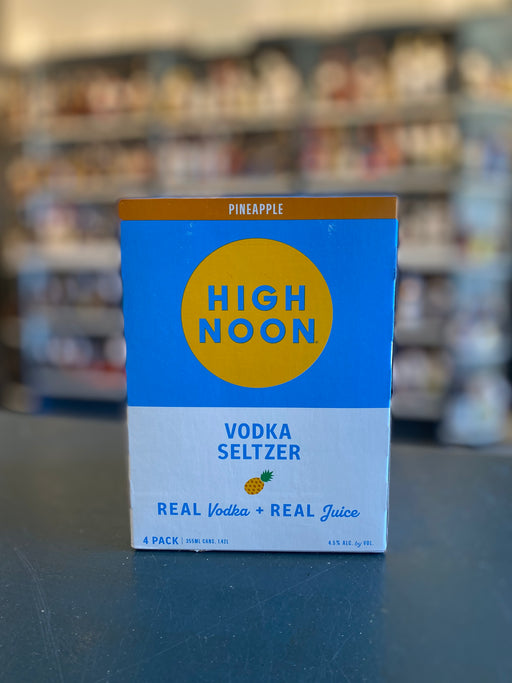 PINEAPPLE
HIGH
NOON
VODKA
SELTZER
REAL Vodka + REAL Juice
4 PACK | 355ML CANS, 1.42L
4.5% ALC. by VOL.